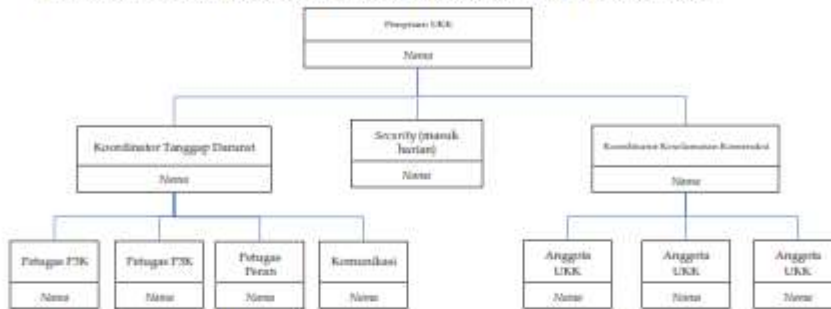 Pimpinan UKK
Nama
Koordinator Tanggap Darurat
Nama
Security (masuk
harian)
Nama
Koordinator Keselamatan Konstruksi
Nama
Petugas P3K
Nama
Petugas P3K
Nama
Petugas
Peran
Nama
Komunikasi
Nama
Anggota
UKK
Nama
Anggota
UKK
Nama
Anggota
UKK
Nama